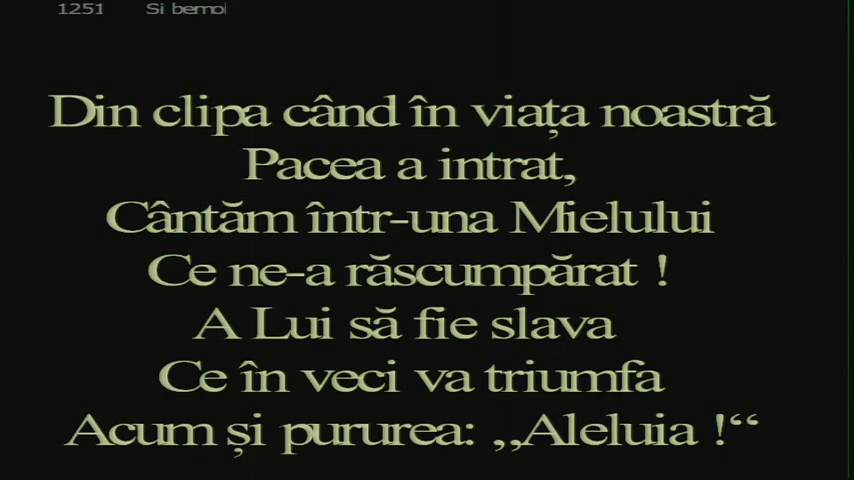 1251 Si bemol
Din clipa când în viața noastră
Pacea a intrat,
Cântăm într-una Mielului
Ce ne-a răscumpărat !
A Lui să fie slava
Ce în veci va triumfa
Acum și pururea: ,,Aleluia !“